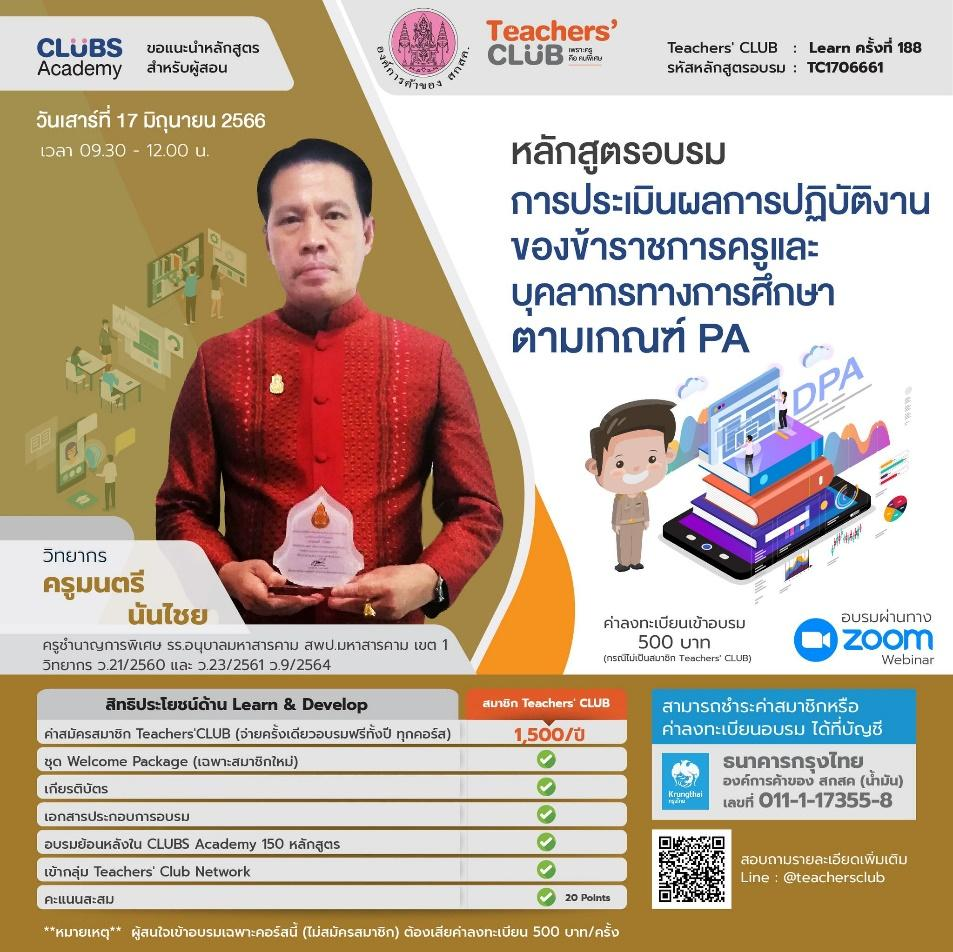 CLUBS
Academy
ขอแนะนำหลักสูตร
สำหรับผู้สอน
องค์การค้าของ สกสค.
Teachers'
CLUB
เพราะครู
คือ คนพิเศษ
Teachers' CLUB : Learn ครั้งที่ 188
รหัสหลักสูตรอบรม : TC1706661
วันเสาร์ที่ 17 มิถุนายน 2566
เวลา 09.30 - 12.00 น.
หลักสูตรอบรม
การประเมินผลการปฏิบัติงาน
ของข้าราชการครูและ
บุคลากรทางการศึกษา
ตามเกณฑ์ PA
DPA
วิทยากร
ครูมนตรี
นันไชย
ครูชำนาญการพิเศษ รร.อนุบาลมหาสารคาม สพป.มหาสารคาม เขต 1
วิทยากร ว.21/2560 และ ว.23/2561 ว.9/2564
ค่าลงทะเบียนเข้าอบรม
500 บาท
(กรณีไม่เป็นสมาชิก Teachers' CLUB)
อบรมผ่านทาง
zoom
Webinar
สิทธิประโยชน์ด้าน Learn & Develop
สมาชิก Teachers' CLUB
ค่าสมัครสมาชิก Teachers'CLUB (จ่ายครั้งเดียวอบรมฟรีทั้งปี ทุกคอร์ส)
1,500/ปี
ชุด Welcome Package (เฉพาะสมาชิกใหม่)
เกียรติบัตร
เอกสารประกอบการอบรม
อบรมย้อนหลังใน CLUBS Academy 150 หลักสูตร
เข้ากลุ่ม Teachers' Club Network
คะแนนสะสม
20 Points
**หมายเหตุ** ผู้สนใจเข้าอบรมเฉพาะคอร์สนี้ (ไม่สมัครสมาชิก) ต้องเสียค่าลงทะเบียน 500 บาท/ครั้ง
สามารถชำระค่าสมาชิกหรือ
ค่าลงทะเบียนอบรม ได้ที่บัญชี
Krungthai
กรุงไทย
ธนาคารกรุงไทย
องค์การค้าของ สกสค (น้ำมัน)
เลขที่ 011-1-17355-8
สอบถามรายละเอียดเพิ่มเติม
Line : @teachersclub